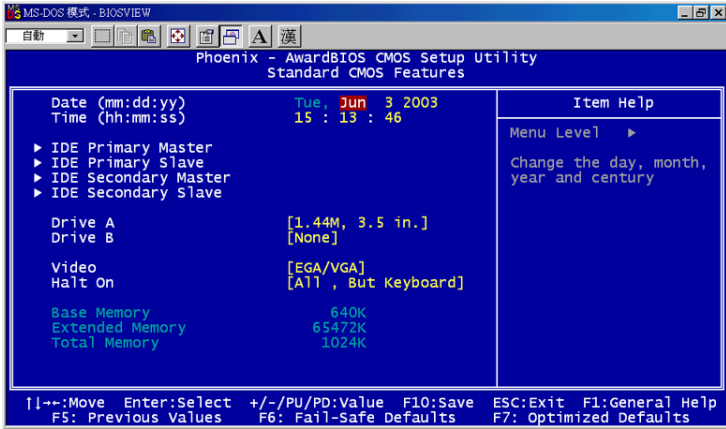 MS-DOS 模式 - BIOSVIEW
自動 A 漢
Phoenix - AwardBIOS CMOS Setup Utility
Standard CMOS Features
Date (mm:dd:yy) Tue, Jun 3 2003
Time (hh:mm:ss) 15 : 13 : 46
▶ IDE Primary Master
▶ IDE Primary Slave
▶ IDE Secondary Master
▶ IDE Secondary Slave
Drive A [1.44M, 3.5 in.]
Drive B [None]
Video [EGA/VGA]
Halt On [All , But Keyboard]
Base Memory 640K
Extended Memory 65472K
Total Memory 1024K
Item Help
Menu Level ▶
Change the day, month,
year and century
↑↓→←:Move Enter:Select +/-/PU/PD:Value F10:Save ESC:Exit F1:General Help
F5: Previous Values F6: Fail-Safe Defaults F7: Optimized Defaults